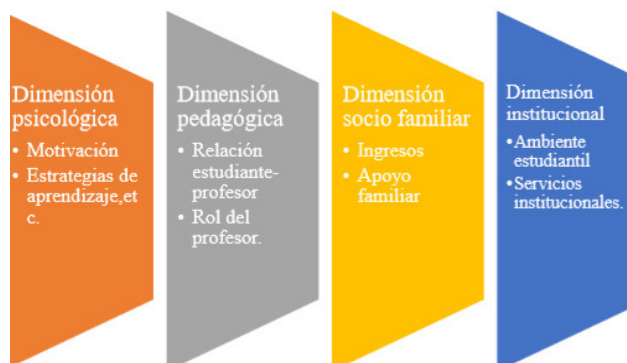 Dimensión
psicológica
• Motivación
• Estrategias de
aprendizaje,et
c.
Dimensión
pedagógica
• Relación
estudiante-
profesor
• Rol del
profesor.
Dimensión
socio familiar
• Ingresos
• Apoyo
familiar
Dimensión
institucional
•Ambiente
estudiantil
•Servicios
institucionales.